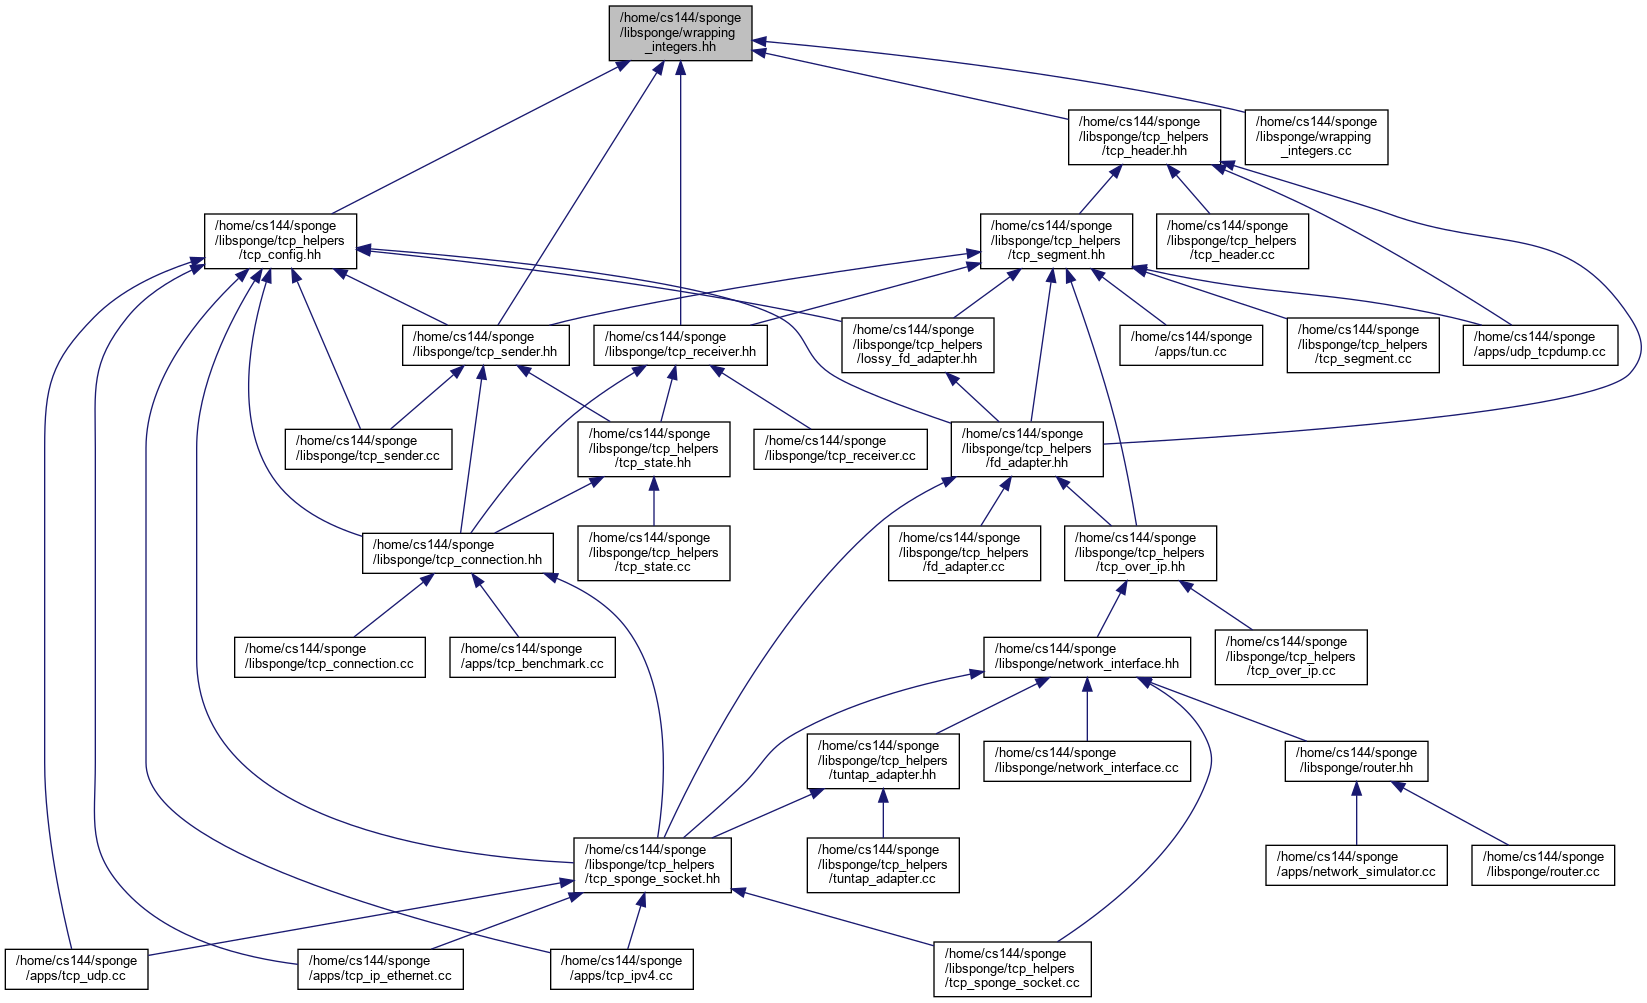 /home/cs144/sponge
/libsponge/wrapping
_integers.hh
/home/cs144/sponge
/libsponge/tcp_helpers
/tcp_header.hh
/home/cs144/sponge
/libsponge/wrapping
_integers.cc
/home/cs144/sponge
/libsponge/tcp_helpers
/tcp_config.hh
/home/cs144/sponge
/libsponge/tcp_helpers
/tcp_segment.hh
/home/cs144/sponge
/libsponge/tcp_helpers
/tcp_header.cc
/home/cs144/sponge
/libsponge/tcp_sender.hh
/home/cs144/sponge
/libsponge/tcp_receiver.hh
/home/cs144/sponge
/libsponge/tcp_helpers
/lossy_fd_adapter.hh
/home/cs144/sponge
/apps/tun.cc
/home/cs144/sponge
/libsponge/tcp_helpers
/tcp_segment.cc
/home/cs144/sponge
/apps/udp_tcpdump.cc
/home/cs144/sponge
/libsponge/tcp_sender.cc
/home/cs144/sponge
/libsponge/tcp_helpers
/tcp_state.hh
/home/cs144/sponge
/libsponge/tcp_receiver.cc
/home/cs144/sponge
/libsponge/tcp_helpers
/fd_adapter.hh
/home/cs144/sponge
/libsponge/tcp_connection.hh
/home/cs144/sponge
/libsponge/tcp_helpers
/tcp_state.cc
/home/cs144/sponge
/libsponge/tcp_helpers
/fd_adapter.cc
/home/cs144/sponge
/libsponge/tcp_helpers
/tcp_over_ip.hh
/home/cs144/sponge
/libsponge/tcp_connection.cc
/home/cs144/sponge
/apps/tcp_benchmark.cc
/home/cs144/sponge
/libsponge/network_interface.hh
/home/cs144/sponge
/libsponge/tcp_helpers
/tcp_over_ip.cc
/home/cs144/sponge
/libsponge/tcp_helpers
/tuntap_adapter.hh
/home/cs144/sponge
/libsponge/network_interface.cc
/home/cs144/sponge
/libsponge/router.hh
/home/cs144/sponge
/libsponge/tcp_helpers
/tcp_sponge_socket.hh
/home/cs144/sponge
/libsponge/tcp_helpers
/tuntap_adapter.cc
/home/cs144/sponge
/apps/network_simulator.cc
/home/cs144/sponge
/libsponge/router.cc
/home/cs144/sponge
/apps/tcp_udp.cc
/home/cs144/sponge
/apps/tcp_ip_ethernet.cc
/home/cs144/sponge
/apps/tcp_ipv4.cc
/home/cs144/sponge
/libsponge/tcp_helpers
/tcp_sponge_socket.cc